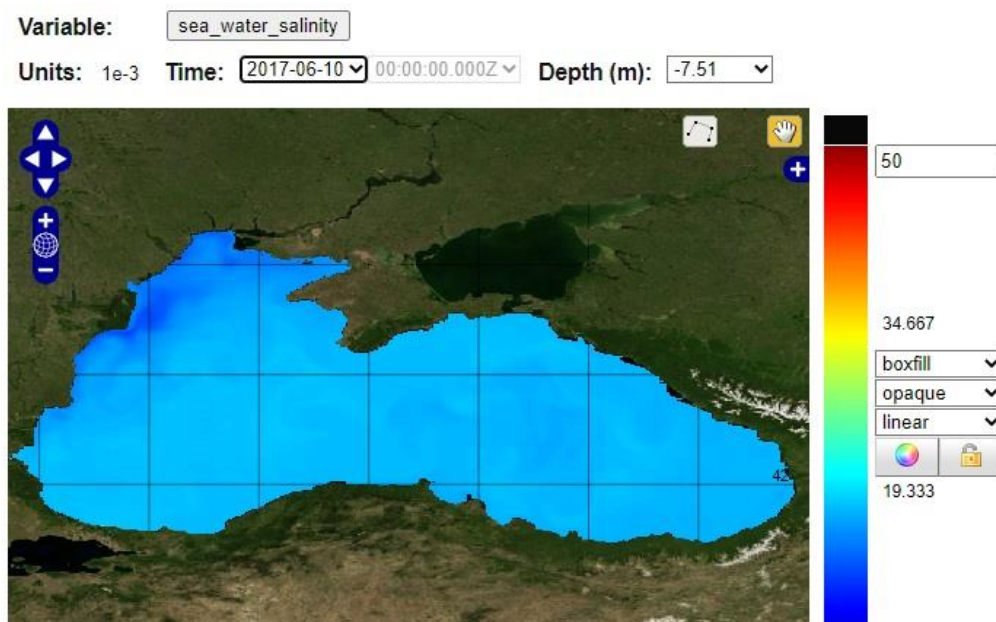 Variable: sea_water_salinity
Units: 1e-3 Time: 2017-06-10 00:00:00.000Z Depth (m): -7.51
50
34.667
boxfill
opaque
linear
42
19.333